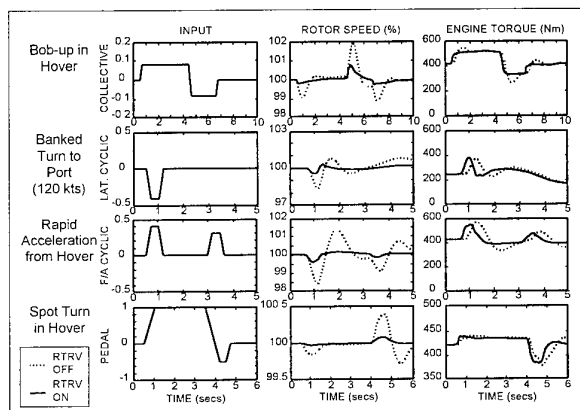 INPUT
ROTOR SPEED (%)
ENGINE TORQUE (Nm)
Bob-up in
Hover
COLLECTIVE
0.2
0.1
0
-0.1
-0.2
0 2 4 6 8 10
102
101
100
99
98
0 2 4 6 8 10
600
400
200
0
0 2 4 6 8 10
Banked
Turn to
Port
(120 kts)
LAT. CYCLIC
0.5
0
-0.5
0 1 2 3 4 5
103
100
97
0 1 2 3 4 5
600
400
200
0
0 1 2 3 4 5
Rapid
Acceleration
from Hover
F/A CYCLIC
0.5
0
-0.5
0 1 2 3 4 5
102
101
100
99
98
0 1 2 3 4 5
600
400
200
0
0 1 2 3 4 5
Spot Turn
in Hover
PEDAL
1
0
-1
0 1 2 3 4 5 6
TIME (secs)
100.5
100
99.5
0 1 2 3 4 5 6
TIME (secs)
500
450
400
350
0 1 2 3 4 5 6
TIME (secs)
RTRV
OFF
RTRV
ON